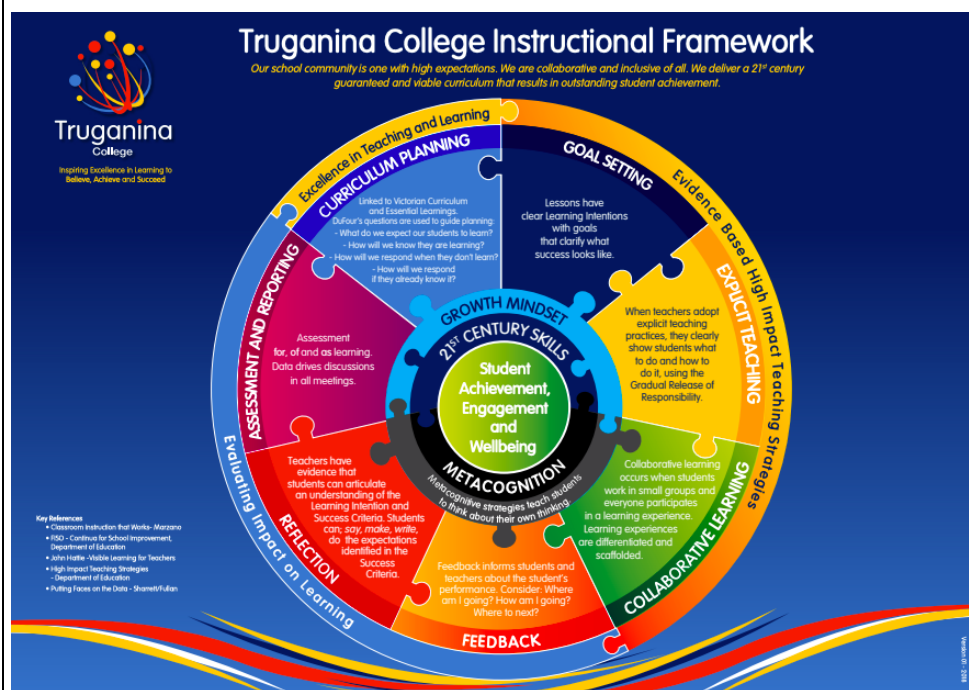 Truganina College Instructional Framework
Our school community is one with high expectations. We are collaborative and inclusive of all. We deliver a 21st century
guaranteed and viable curriculum that results in outstanding student achievement.
Truganina
College
Inspiring Excellence in Learning to
Believe, Achieve and Succeed
Excellence in Teaching and Learning
CURRICULUM PLANNING
Linked to Victorian Curriculum
and Essential Learnings.
DuFour's questions are used to guide planning:
- What do we expect our students to learn?
- How will we know they are learning?
- How will we respond when they don't learn?
- How will we respond
if they already know it?
GOAL SETTING
Lessons have
clear Learning Intentions
with goals
that clarify what
success looks like.
Evidence Based High Impact Teaching Strategies
EXPLICIT TEACHING
When teachers adopt
explicit teaching
practices, they clearly
show students what
to do and how to
do it, using the
Gradual Release of
Responsibility.
COLLABORATIVE LEARNING
Collaborative learning
occurs when students
work in small groups and
everyone participates
in a learning experience.
Learning experiences
are differentiated and
scaffolded.
FEEDBACK
Feedback informs students and
teachers about the student's
performance. Consider: Where
am I going? How am I going?
Where to next?
REFLECTION
Teachers have
evidence that
students can articulate
an understanding of the
Learning Intention and
Success Criteria. Students
can; say, make, write,
do the expectations
identified in the
Success
Criteria.
Evaluating Impact on Learning
ASSESSMENT AND REPORTING
Assessment
for, of and as learning.
Data drives discussions
in all meetings.
GROWTH MINDSET
21ST CENTURY SKILLS
Student
Achievement,
Engagement
and
Wellbeing
METACOGNITION
Metacognitive strategies teach students
to think about their own thinking.
Key References
• Classroom Instruction that Works- Marzano
• FISO – Continua for School Improvement,
Department of Education
• John Hattie -Visible Learning for Teachers
• High Impact Teaching Strategies
- Department of Education
• Putting Faces on the Data - Sharrett/Fullan
Version 01 - 2018